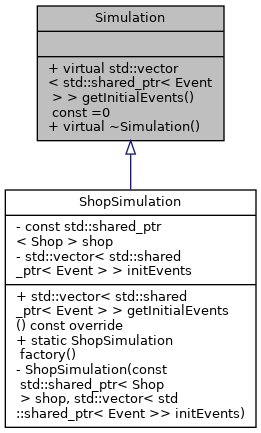 Simulation
+ virtual std::vector
< std::shared_ptr< Event
> > getInitialEvents()
const =0
+ virtual ~Simulation()
ShopSimulation
- const std::shared_ptr
< Shop > shop
- std::vector< std::shared
_ptr< Event > > initEvents
+ std::vector< std::shared
_ptr< Event > > getInitialEvents
() const override
+ static ShopSimulation
factory()
- ShopSimulation(const
std::shared_ptr< Shop
> shop, std::vector< std
::shared_ptr< Event >> initEvents)